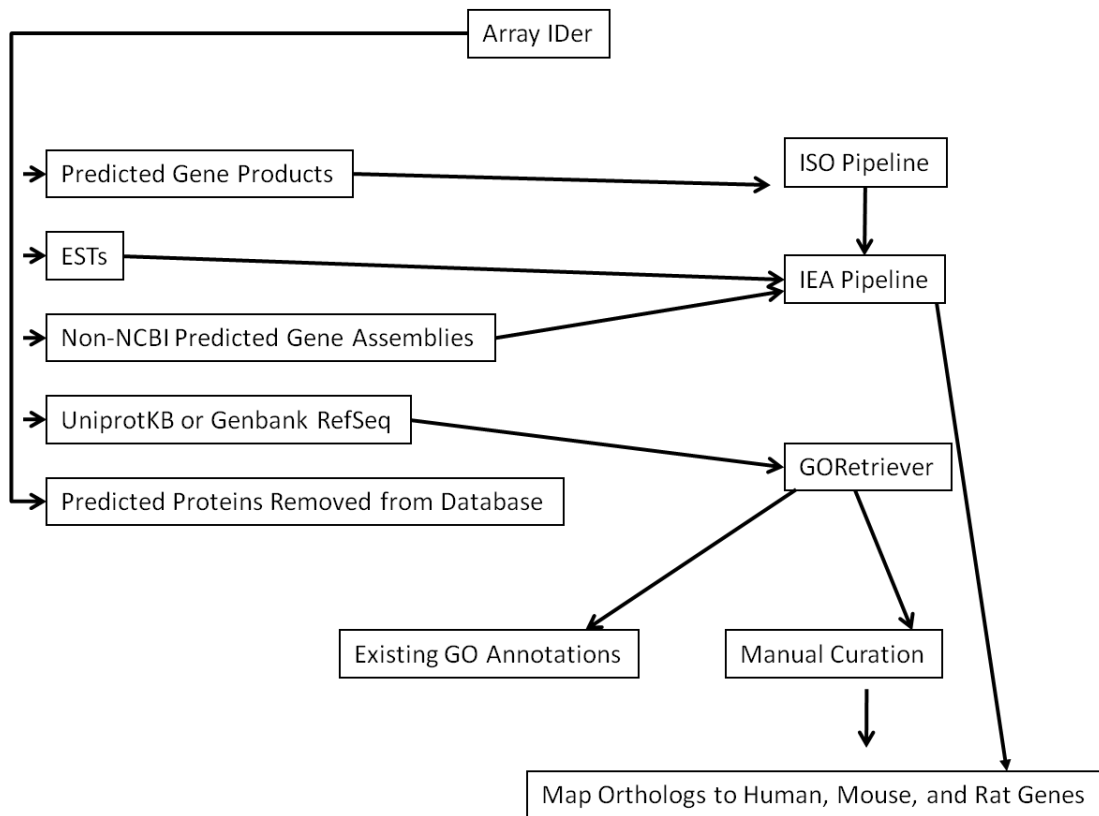 Array IDer
Predicted Gene Products
ISO Pipeline
ESTs
IEA Pipeline
Non-NCBI Predicted Gene Assemblies
UniprotKB or Genbank RefSeq
GORetriever
Predicted Proteins Removed from Database
Existing GO Annotations
Manual Curation
Map Orthologs to Human, Mouse, and Rat Genes